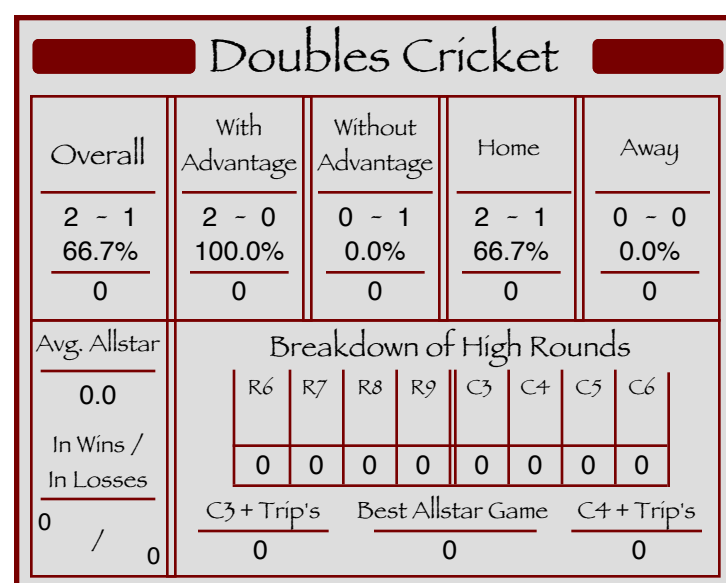 Doubles Cricket
Overall
2 ~ 1
66.7%
0
With
Advantage
2 ~ 0
100.0%
0
Without
Advantage
0 ~ 1
0.0%
0
Home
2 ~ 1
66.7%
0
Away
0 ~ 0
0.0%
0
Avg. Allstar
0.0
In Wins /
In Losses
0 / 0
Breakdown of High Rounds
R6 R7 R8 R9 C3 C4 C5 C6
0 0 0 0 0 0 0 0
C3 + Trip's
0
Best Allstar Game
0
C4 + Trip's
0